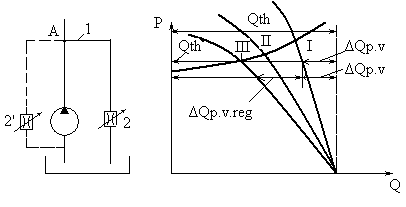 A
1
2'
2
P
Qth
Qth
III
II
I
ΔQp.v
ΔQp.v
ΔQp.v.reg
Q